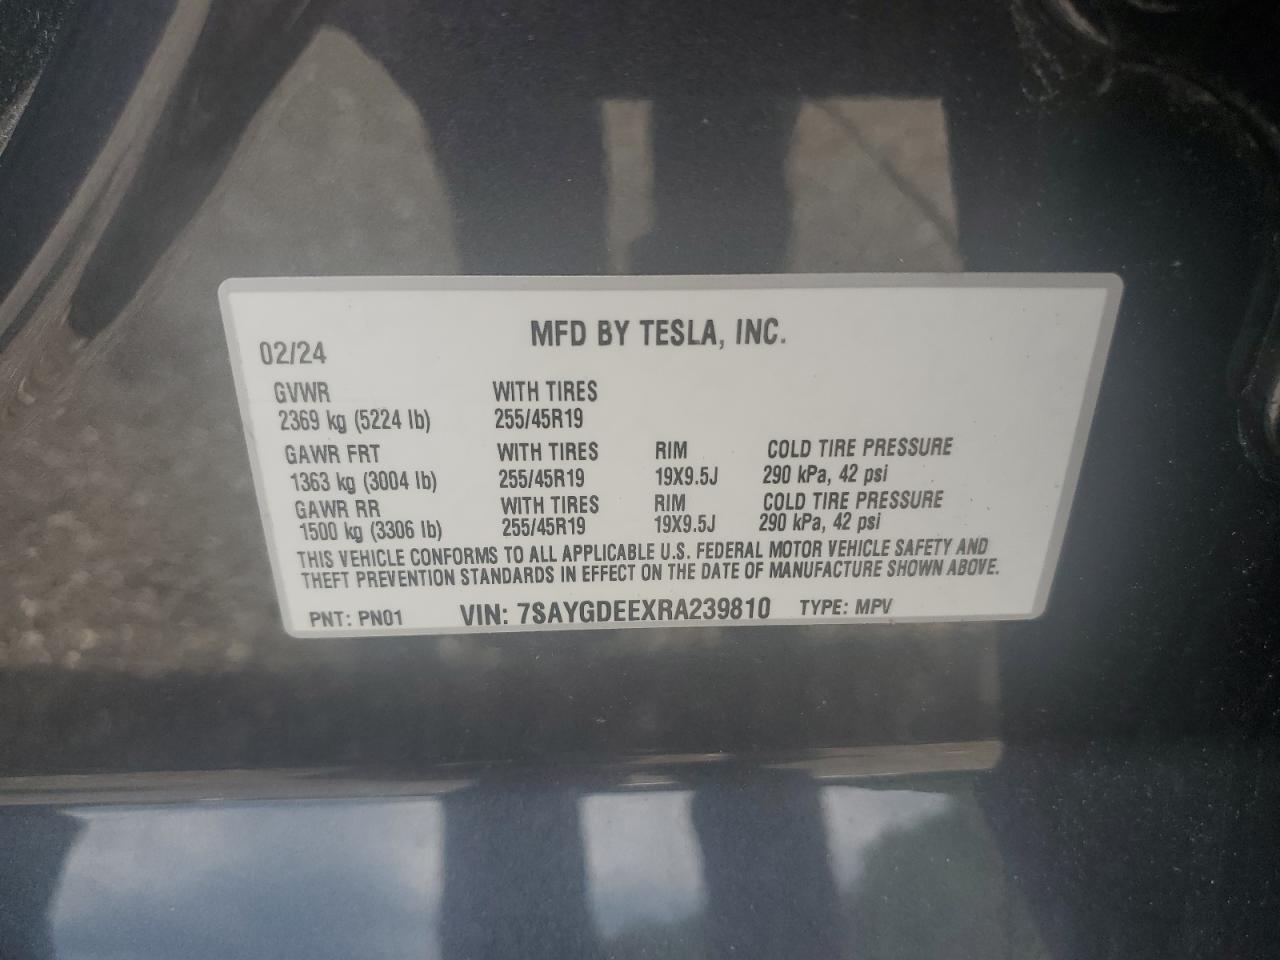 MFD BY TESLA, INC.
02/24
GVWR WITH TIRES
2369 kg (5224 lb) 255/45R19
GAWR FRT WITH TIRES RIM COLD TIRE PRESSURE
1363 kg (3004 lb) 255/45R19 19X9.5J 290 kPa, 42 psi
GAWR RR WITH TIRES RIM COLD TIRE PRESSURE
1500 kg (3306 lb) 255/45R19 19X9.5J 290 kPa, 42 psi
THIS VEHICLE CONFORMS TO ALL APPLICABLE U.S. FEDERAL MOTOR VEHICLE SAFETY AND
THEFT PREVENTION STANDARDS IN EFFECT ON THE DATE OF MANUFACTURE SHOWN ABOVE.
PNT: PN01 VIN: 7SAYGDEEXRA239810 TYPE: MPV